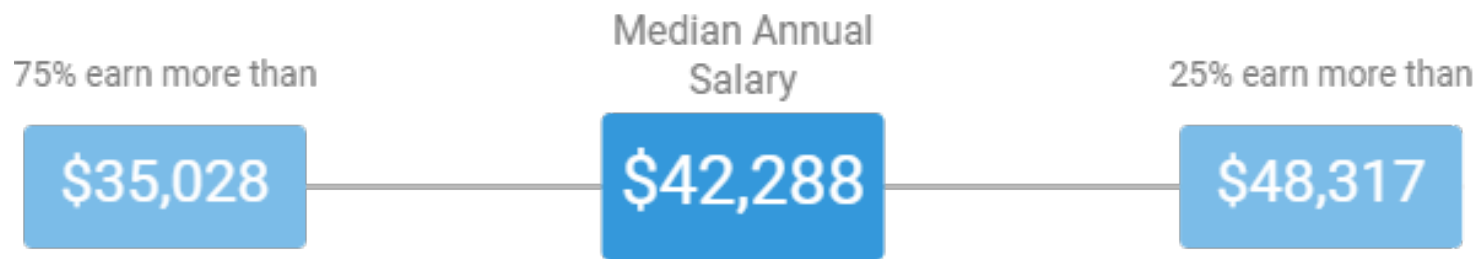 75% earn more than
$35,028
Median Annual
Salary
$42,288
25% earn more than
$48,317